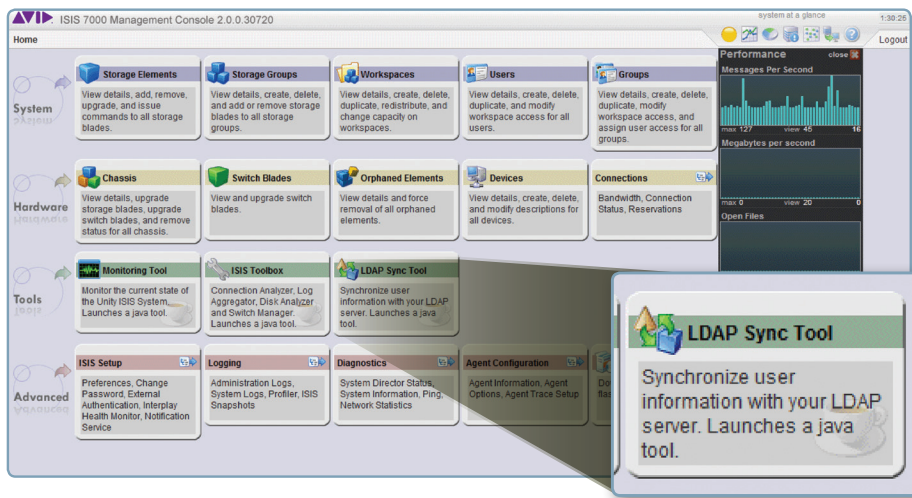 AVID: ISIS 7000 Management Console 2.0.0.30720
system at a glance
1:30:25
Home
Logout
System
Storage Elements
View details, add, remove,
upgrade, and issue
commands to all storage
blades.
Storage Groups
View details, create, delete,
and add or remove storage
blades to all storage
groups.
Workspaces
View details, create, delete,
duplicate, redistribute, and
change capacity on
workspaces.
Users
View details, create, delete,
duplicate, and modify
workspace access for all
users.
Groups
View details, create, delete,
duplicate, modify
workspace access, and
assign user access for all
groups.
Performance close
Messages Per Second
max 127 view 45 16
Megabytes per second
max 0 view 20 0
Open Files
Hardware
Chassis
View details, upgrade
storage blades, upgrade
switch blades, and remove
status for all chassis.
Switch Blades
View and upgrade switch
blades.
Orphaned Elements
View details and force
removal of all orphaned
elements.
Devices
View details, create, delete,
and modify descriptions for
all devices.
Connections
Bandwidth, Connection
Status, Reservations
Tools
Monitoring Tool
Monitor the current state of
the Unity ISIS System.
Launches a java tool.
ISIS Toolbox
Connection Analyzer, Log
Aggregator, Disk Analyzer
and Switch Manager.
Launches a java tool.
LDAP Sync Tool
Synchronize user
information with your LDAP
server. Launches a java
tool.
Advanced
ISIS Setup
Preferences, Change
Password, External
Authentication, Interplay
Health Monitor, Notification
Service
Logging
Administration Logs,
System Logs, Profiler, ISIS
Snapshots
Diagnostics
System Director Status,
System Information, Ping,
Network Statistics
Agent Configuration
Agent Information, Agent
Options, Agent Trace Setup
LDAP Sync Tool
Synchronize user
information with your LDAP
server. Launches a java
tool.